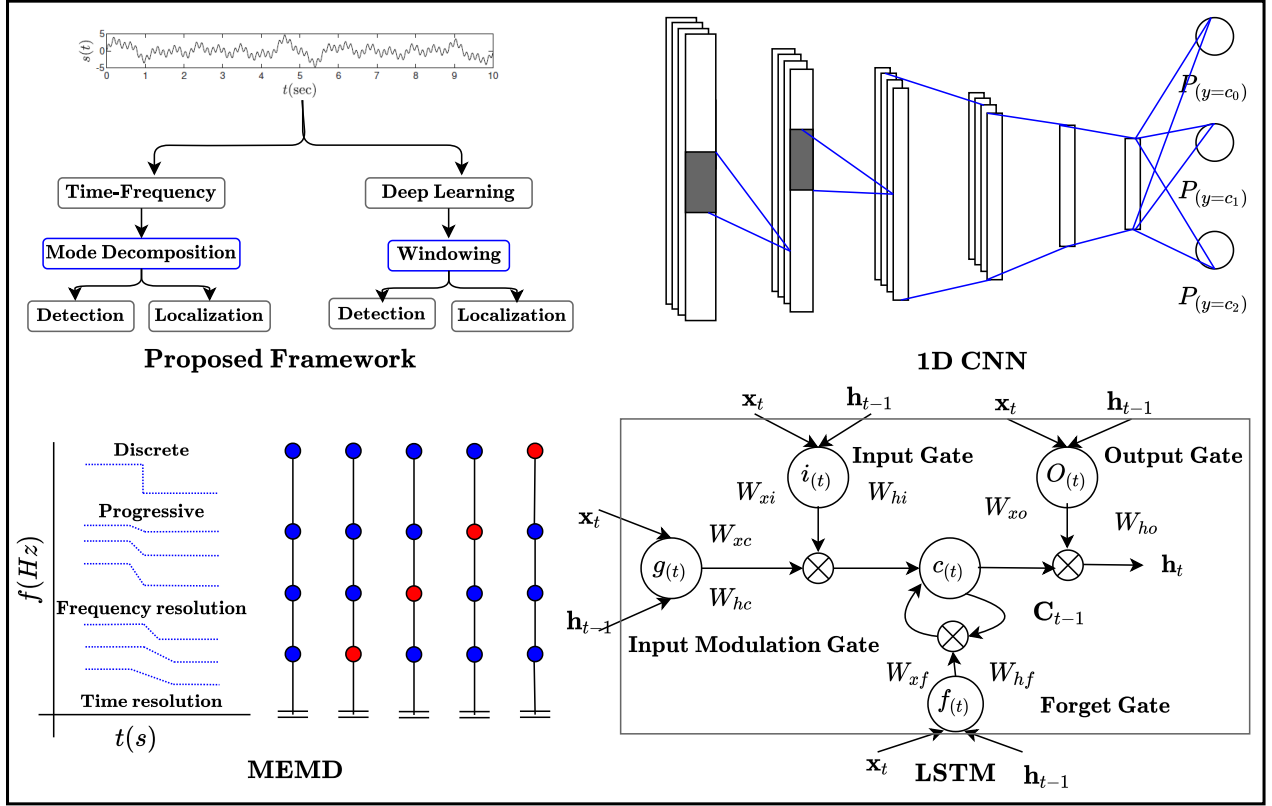 s(t)
5
0
-5
0 1 2 3 4 5 6 7 8 9 10
t(sec)
Time-Frequency
Deep Learning
Mode Decomposition
Windowing
Detection
Localization
Detection
Localization
Proposed Framework
P(y=c0)
P(y=c1)
P(y=c2)
1D CNN
f(Hz)
Discrete
Progressive
Frequency resolution
Time resolution
t(s)
MEMD
xt
ht−1
xt
ht−1
Input Gate
Output Gate
i(t)
O(t)
Wxi
Whi
Wxo
Who
xt
Wxc
g(t)
c(t)
ht
Whc
ht−1
Ct−1
Input Modulation Gate
Wxf
Whf
f(t)
Forget Gate
xt
LSTM
ht−1